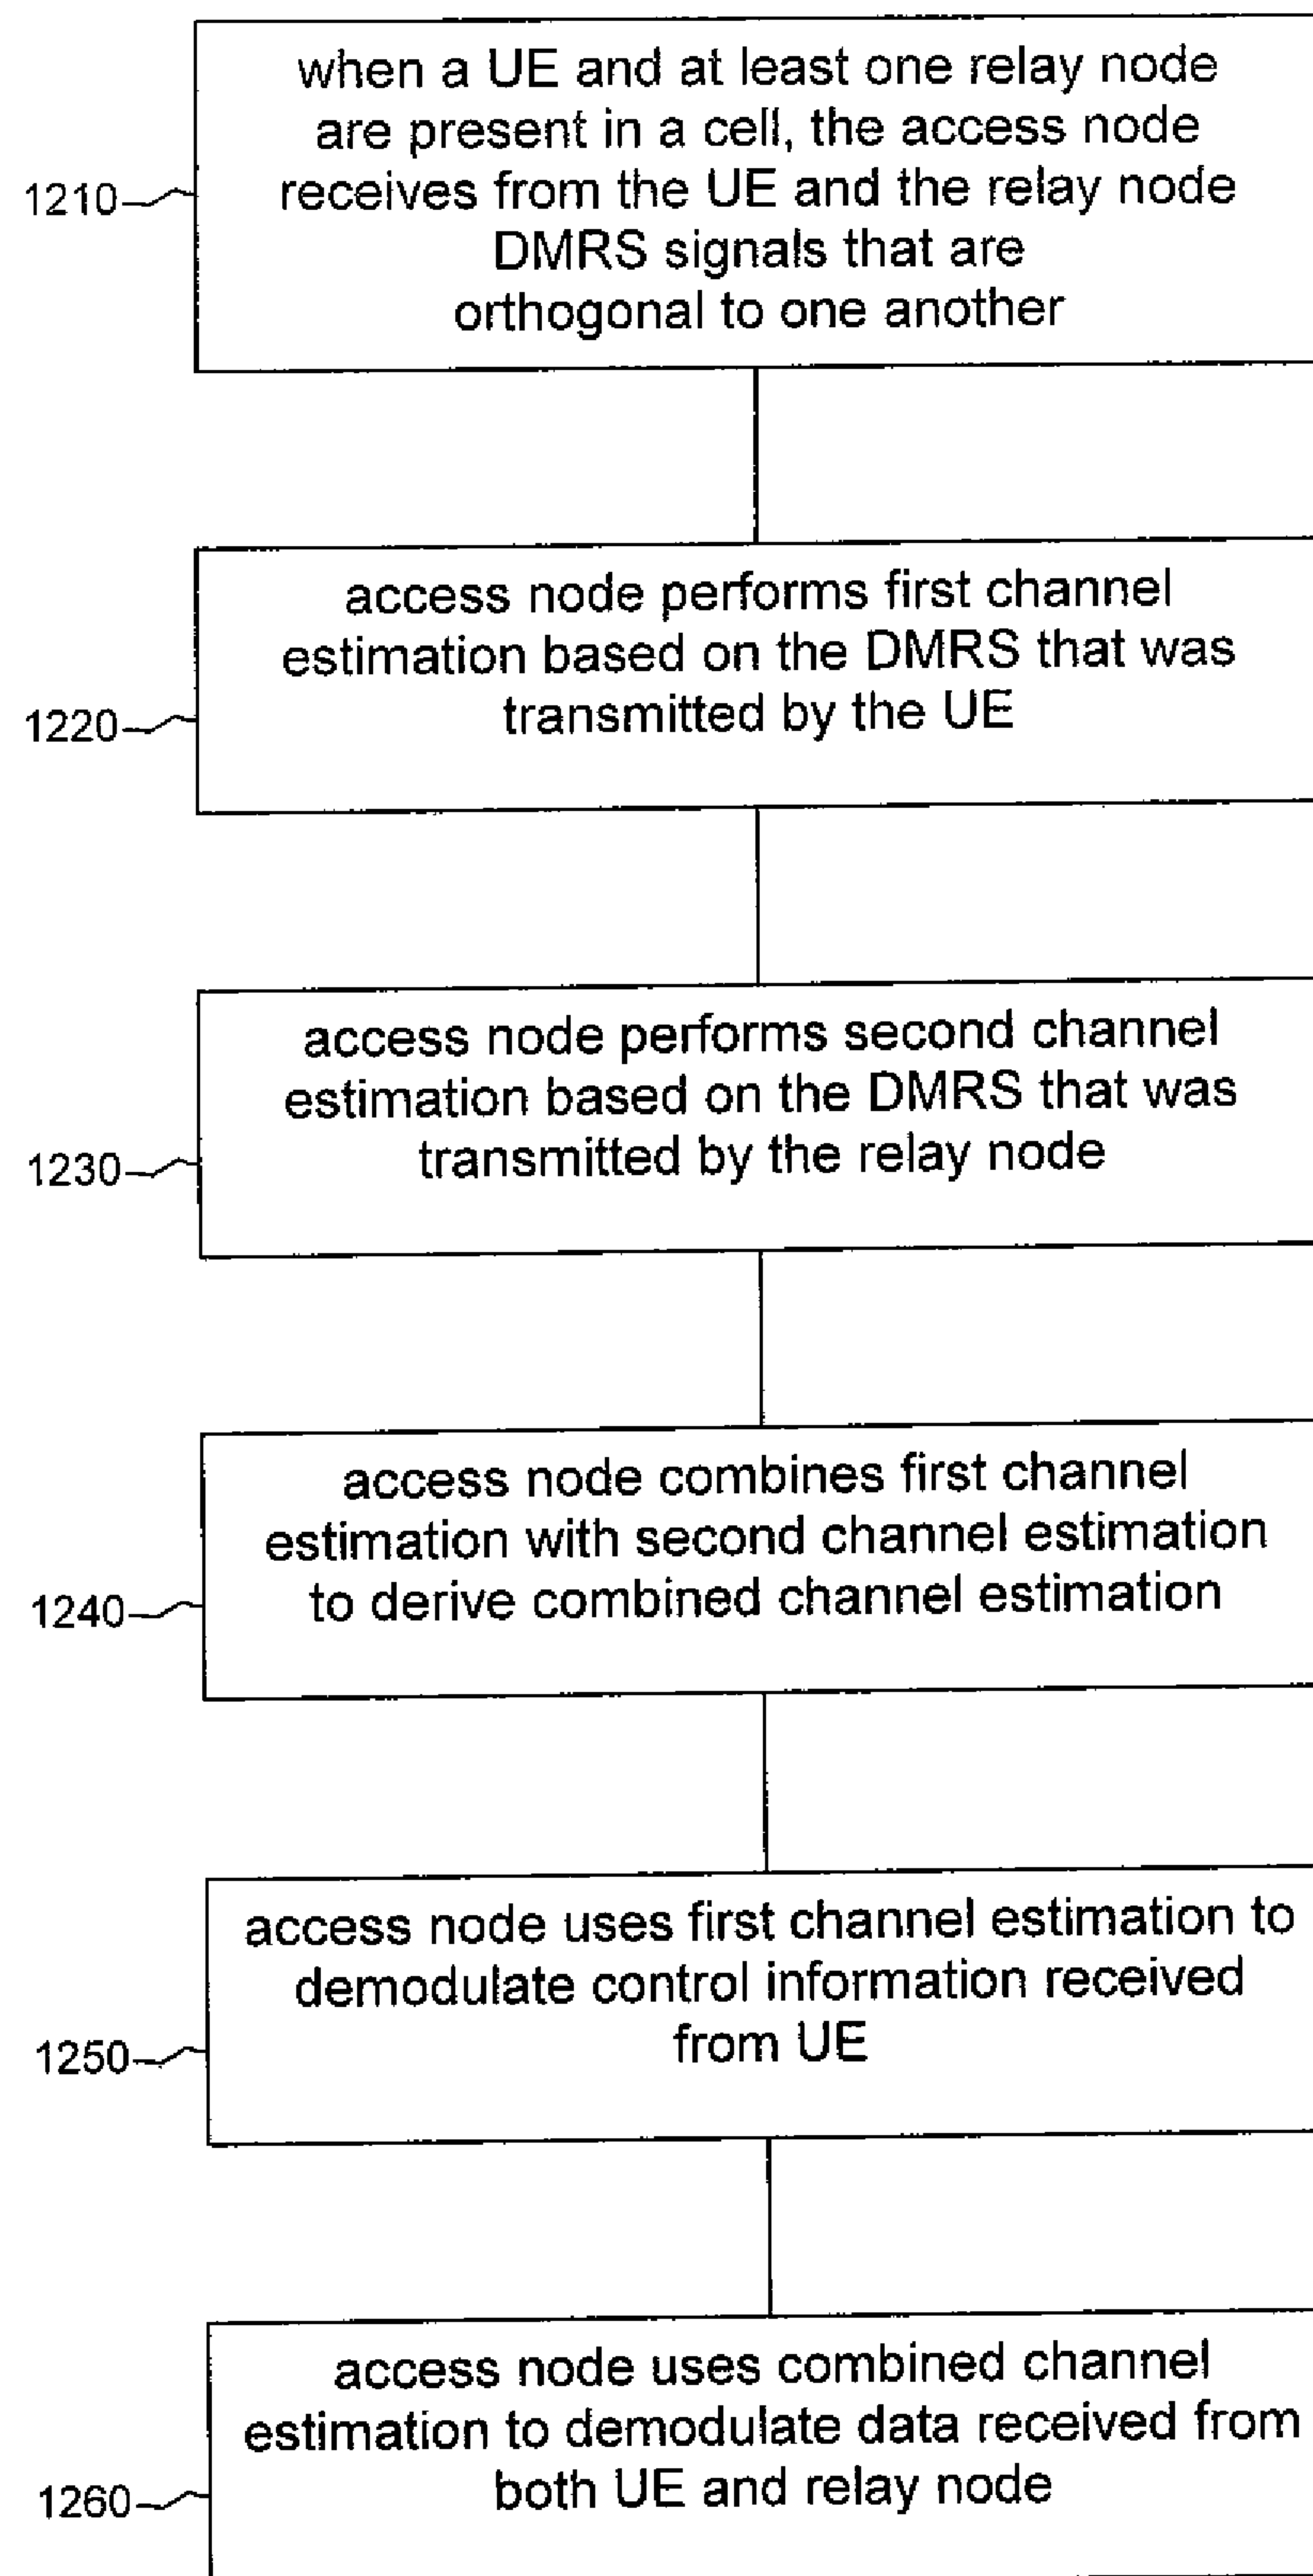 when a UE and at least one relay node
are present in a cell, the access node
1210
receives from the UE and the relay node
DMRS signals that are
orthogonal to one another
access node performs first channel
estimation based on the DMRS that was
1220
transmitted by the UE
access node performs second channel
estimation based on the DMRS that was
1230
transmitted by the relay node
access node combines first channel
estimation with second channel estimation
1240
to derive combined channel estimation
access node uses first channel estimation to
demodulate control information received
1250
from UE
access node uses combined channel
estimation to demodulate data received from
1260
both UE and relay node